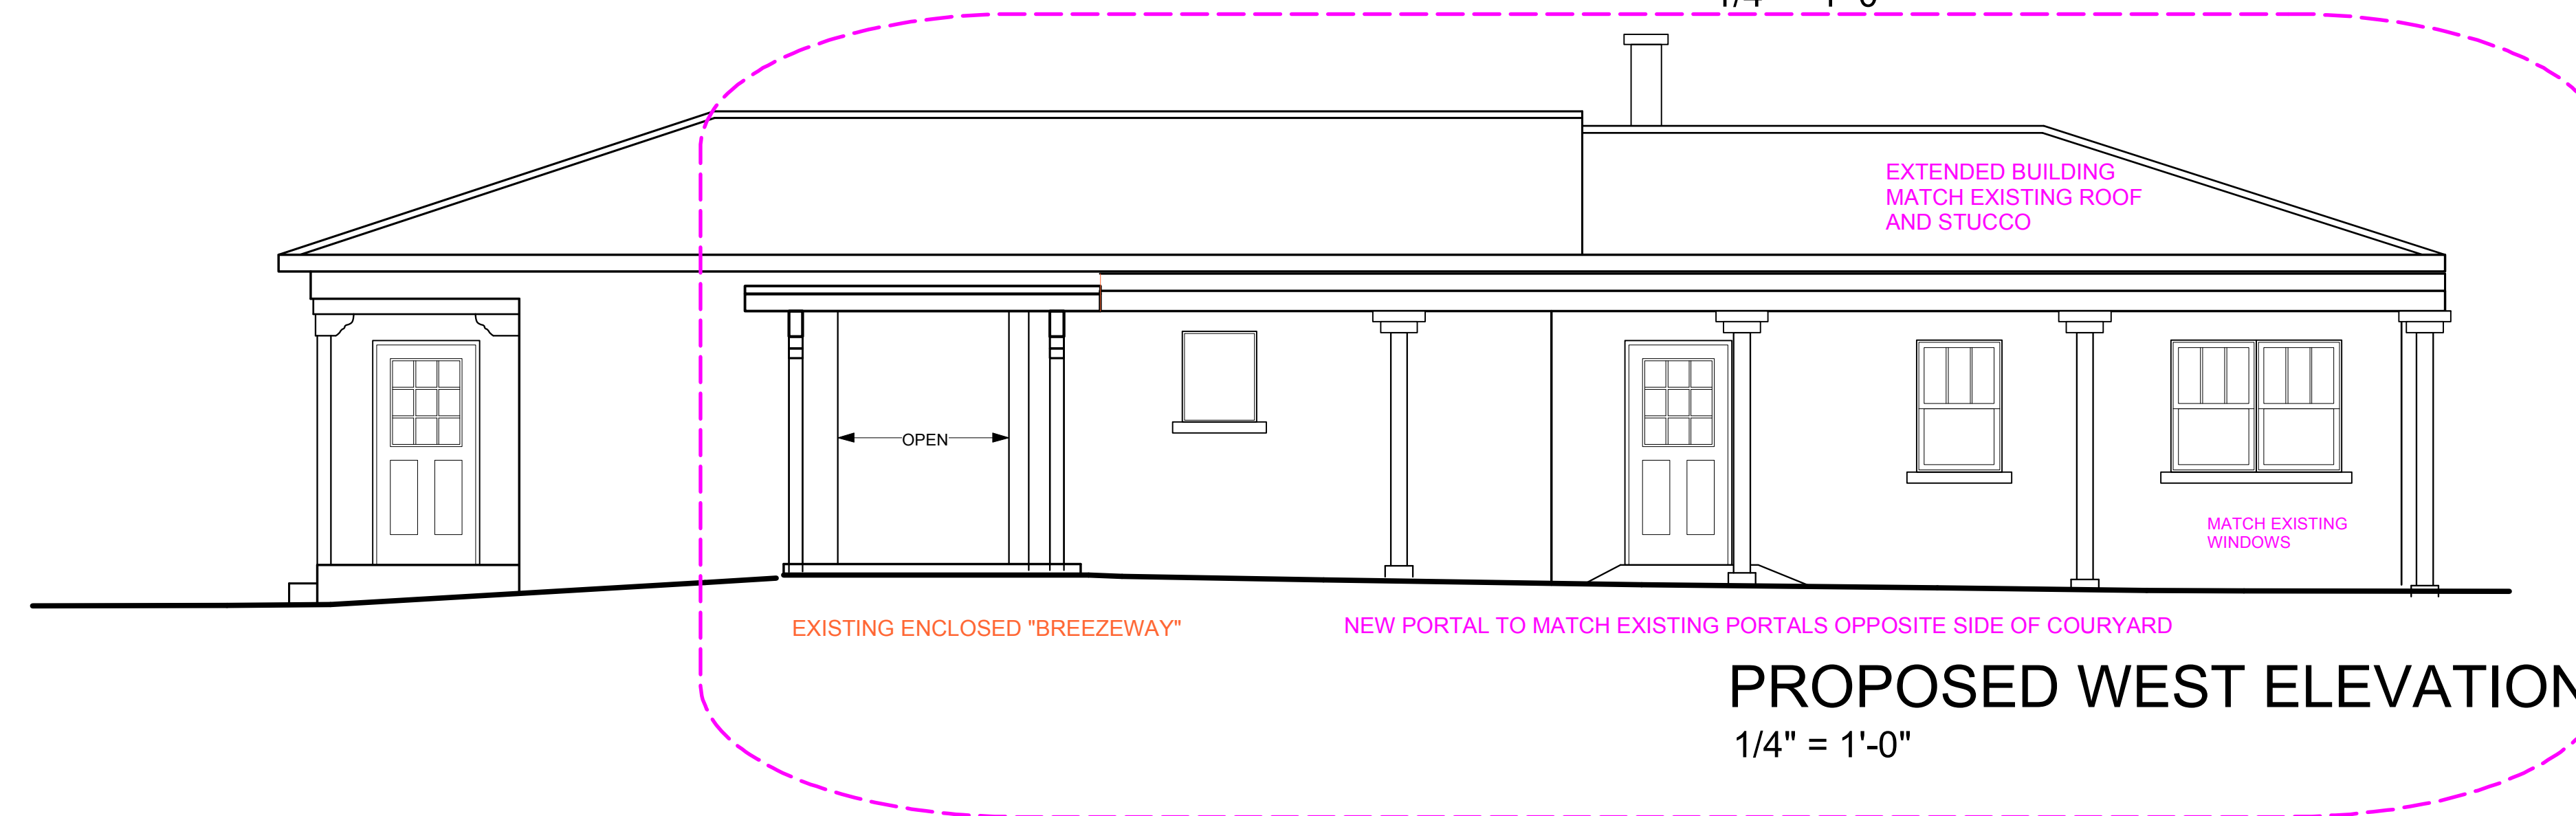 EXTENDED BUILDING
MATCH EXISTING ROOF
AND STUCCO
OPEN
MATCH EXISTING
WINDOWS
EXISTING ENCLOSED "BREEZEWAY"
NEW PORTAL TO MATCH EXISTING PORTALS OPPOSITE SIDE OF COURYARD
PROPOSED WEST ELEVATION
1/4" = 1'-0"